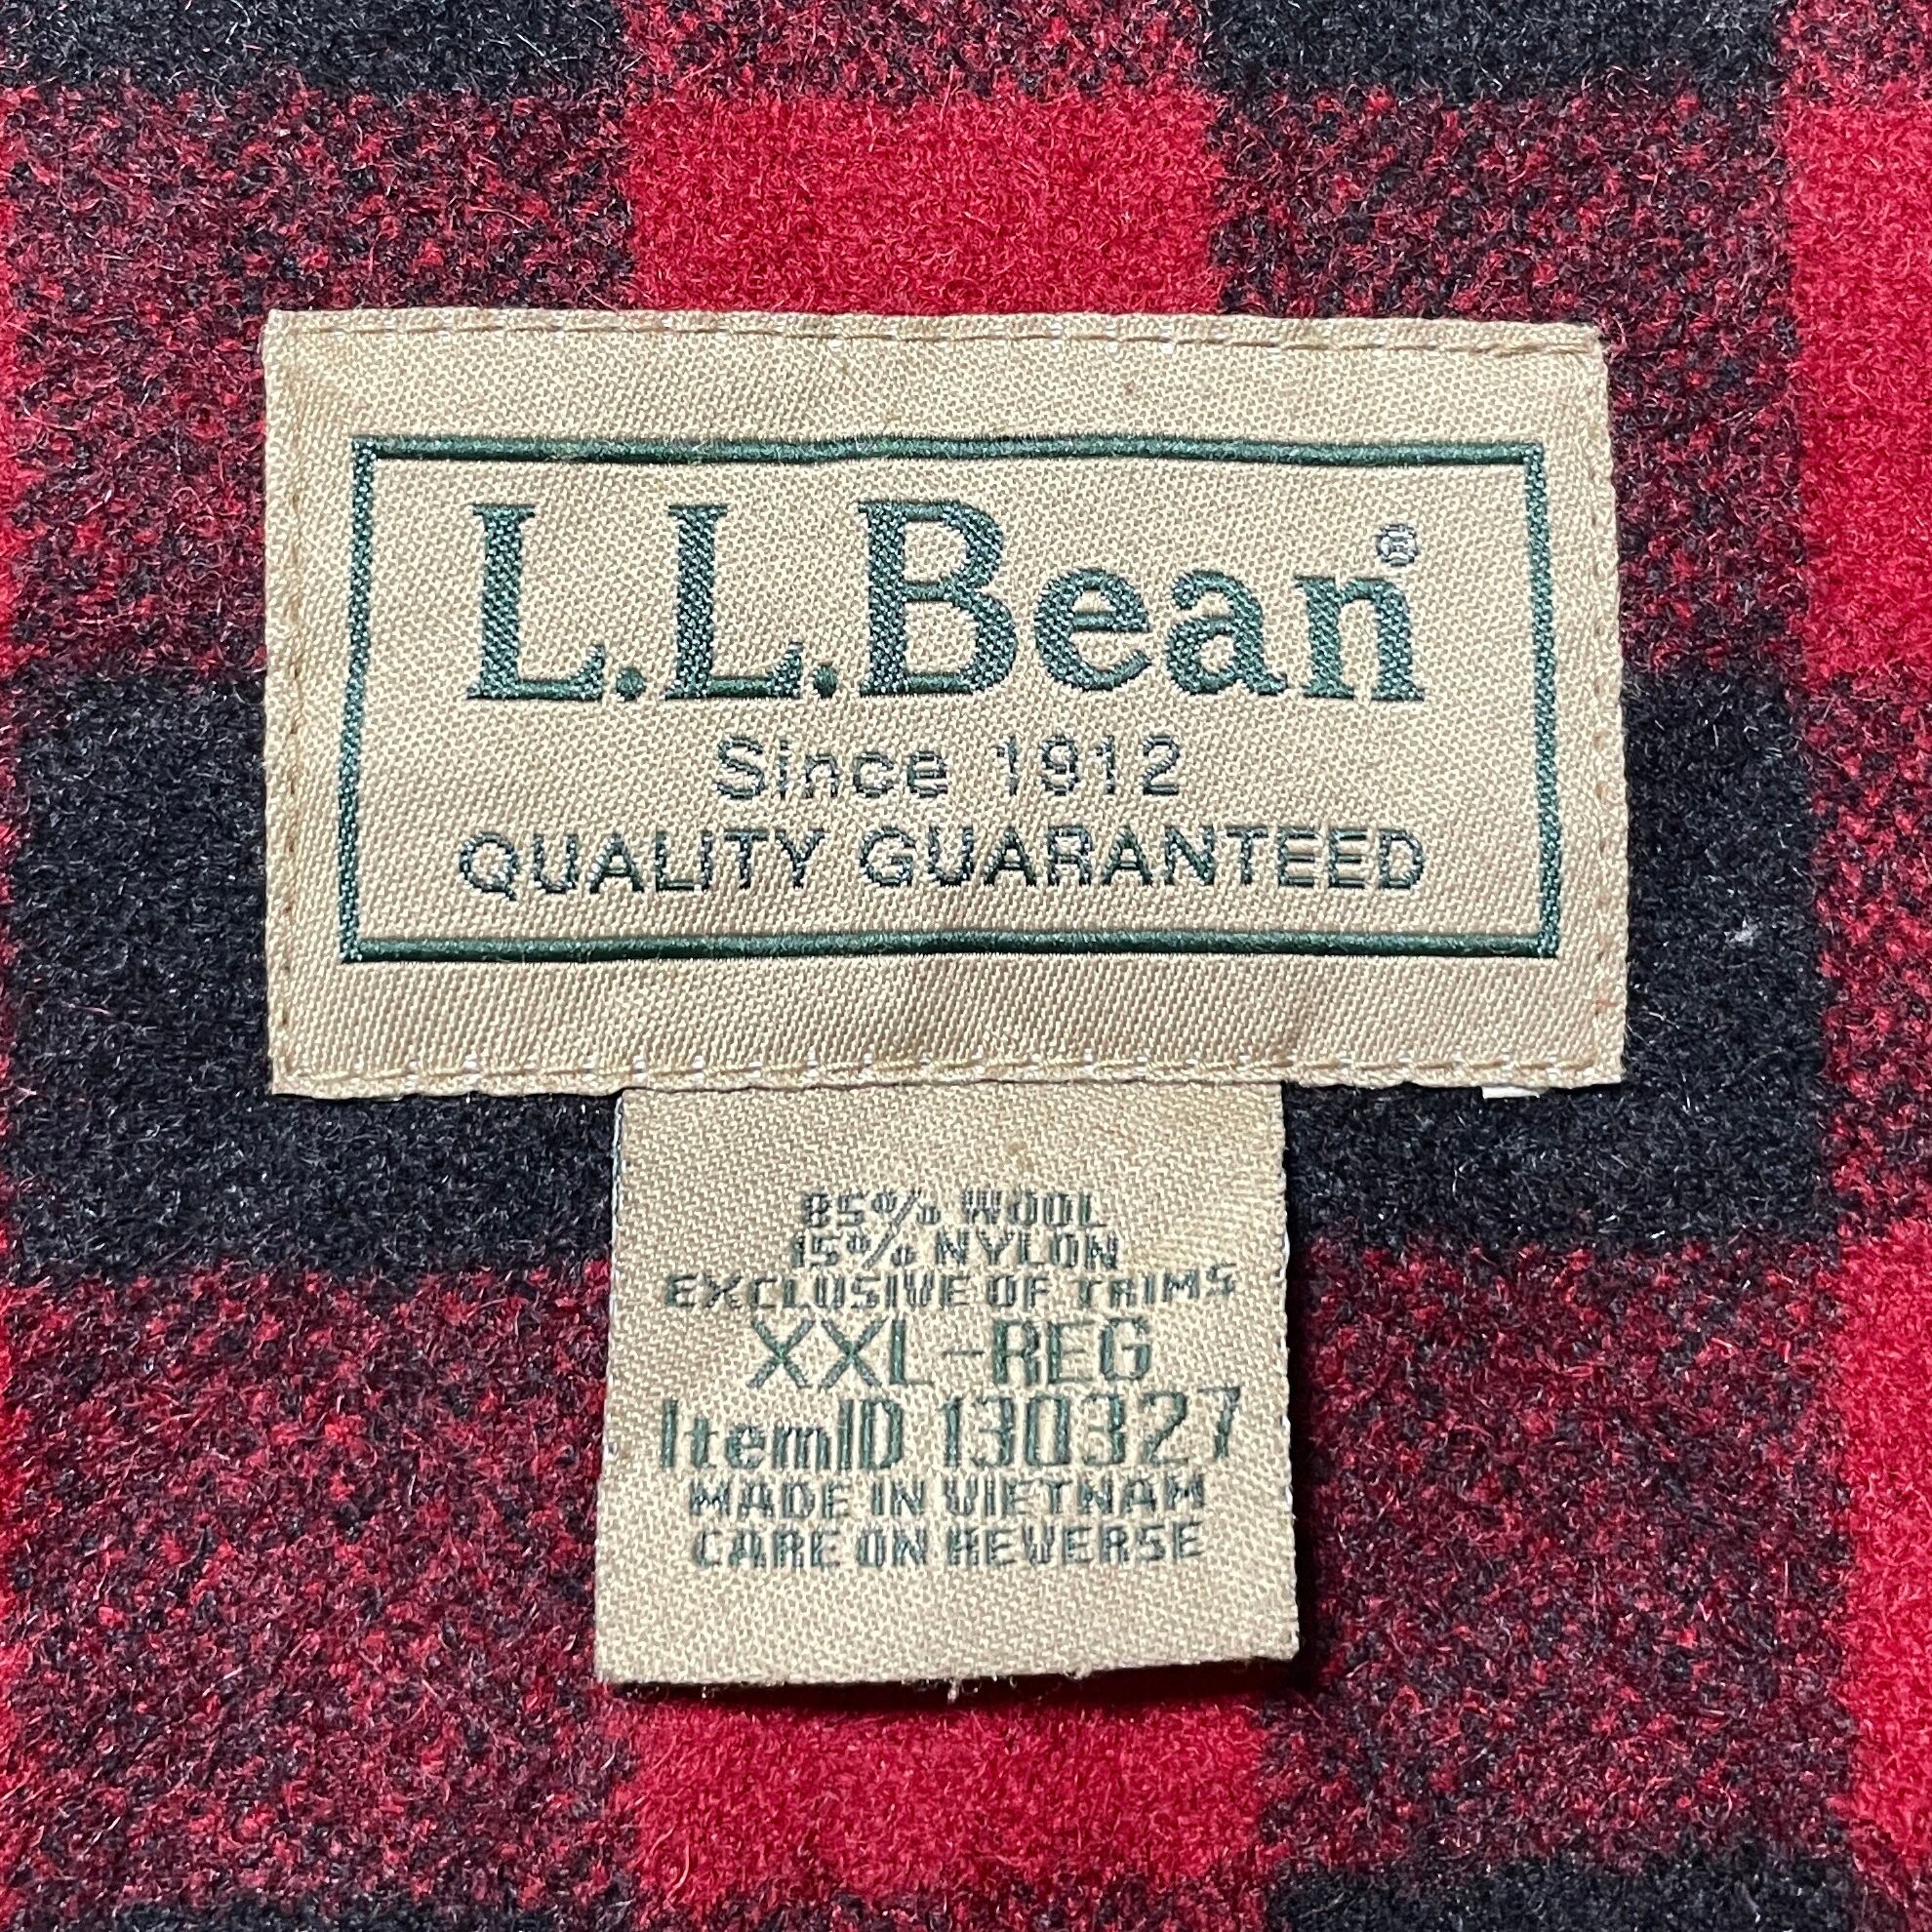 L.L.Bean®
Since 1912
QUALITY GUARANTEED
85% WOOL
15% NYLON
EXCLUSIVE OF TRIMS
XXL-REG
ItemID 130327
MADE IN VIETNAM
CARE ON REVERSE